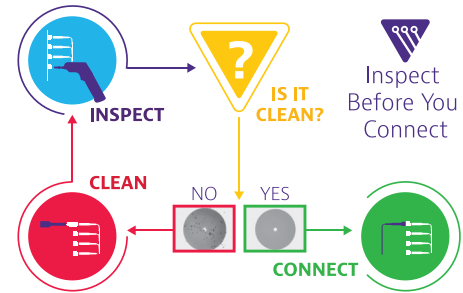 INSPECT
?
IS IT
CLEAN?
Inspect
Before You
Connect
CLEAN
NO
YES
CONNECT